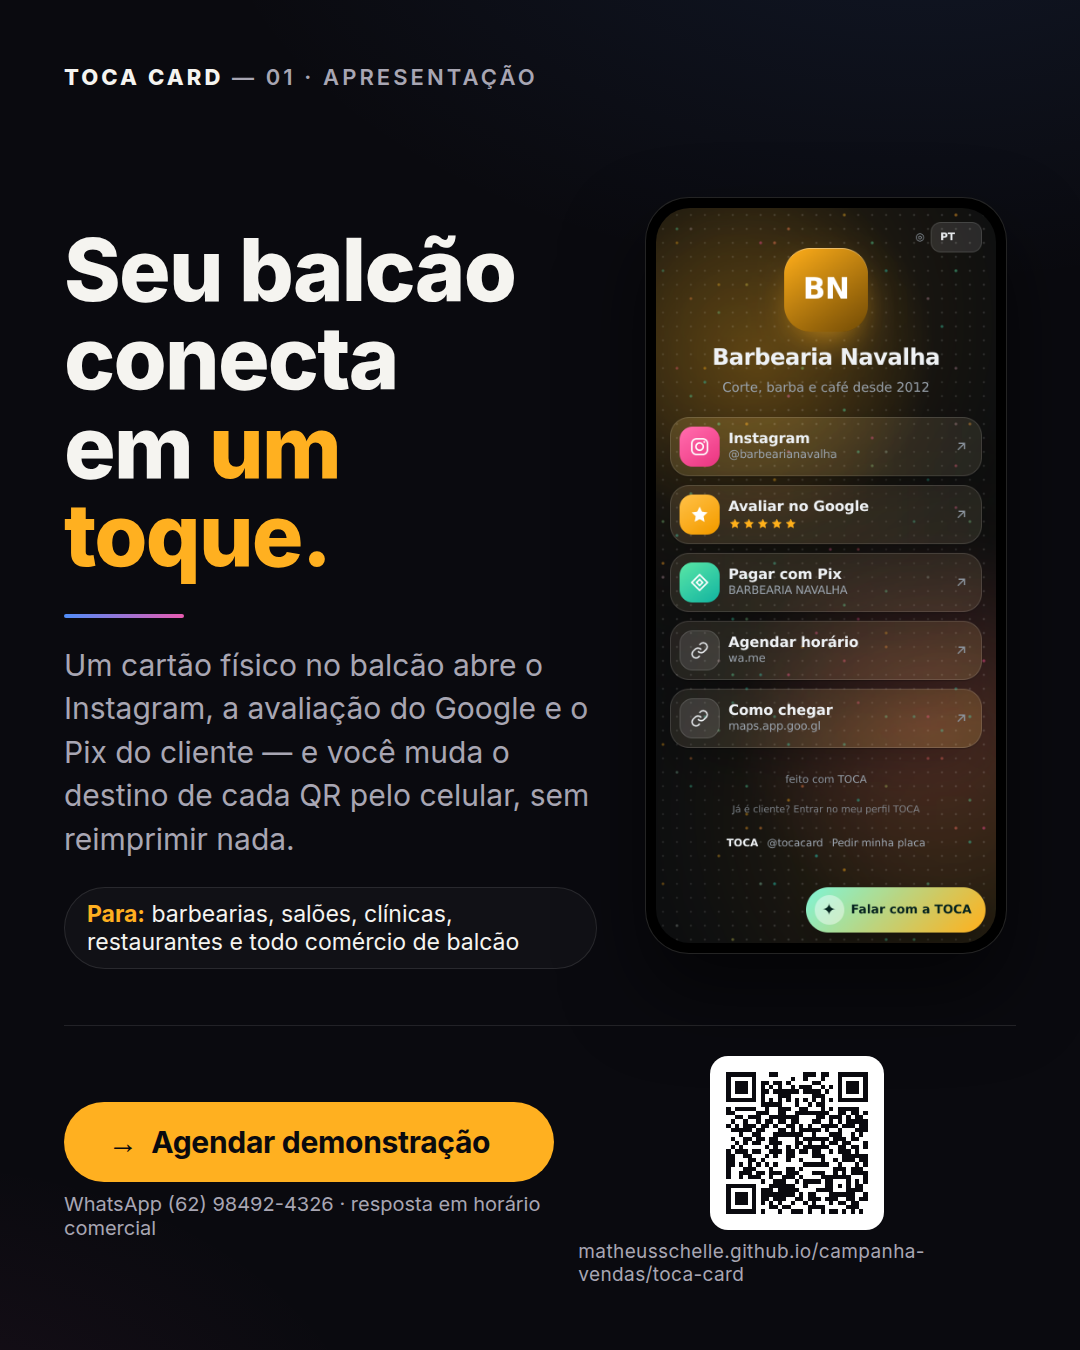 TOCA CARD — 01 · APRESENTAÇÃO
Seu balcão
conecta
em um
toque.
Um cartão físico no balcão abre o
Instagram, a avaliação do Google e o
Pix do cliente — e você muda o
destino de cada QR pelo celular, sem
reimprimir nada.
Para: barbearias, salões, clínicas,
restaurantes e todo comércio de balcão
PT
BN
Barbearia Navalha
Corte, barba e café desde 2012
Instagram
@barbearianavalha
Avaliar no Google
★★★★★
Pagar com Pix
BARBEARIA NAVALHA
Agendar horário
wa.me
Como chegar
maps.app.goo.gl
feito com TOCA
Já é cliente? Entrar no meu perfil TOCA
TOCA @tocacard Pedir minha placa
Falar com a TOCA
→ Agendar demonstração
WhatsApp (62) 98492-4326 · resposta em horário
comercial
matheusschelle.github.io/campanha-
vendas/toca-card